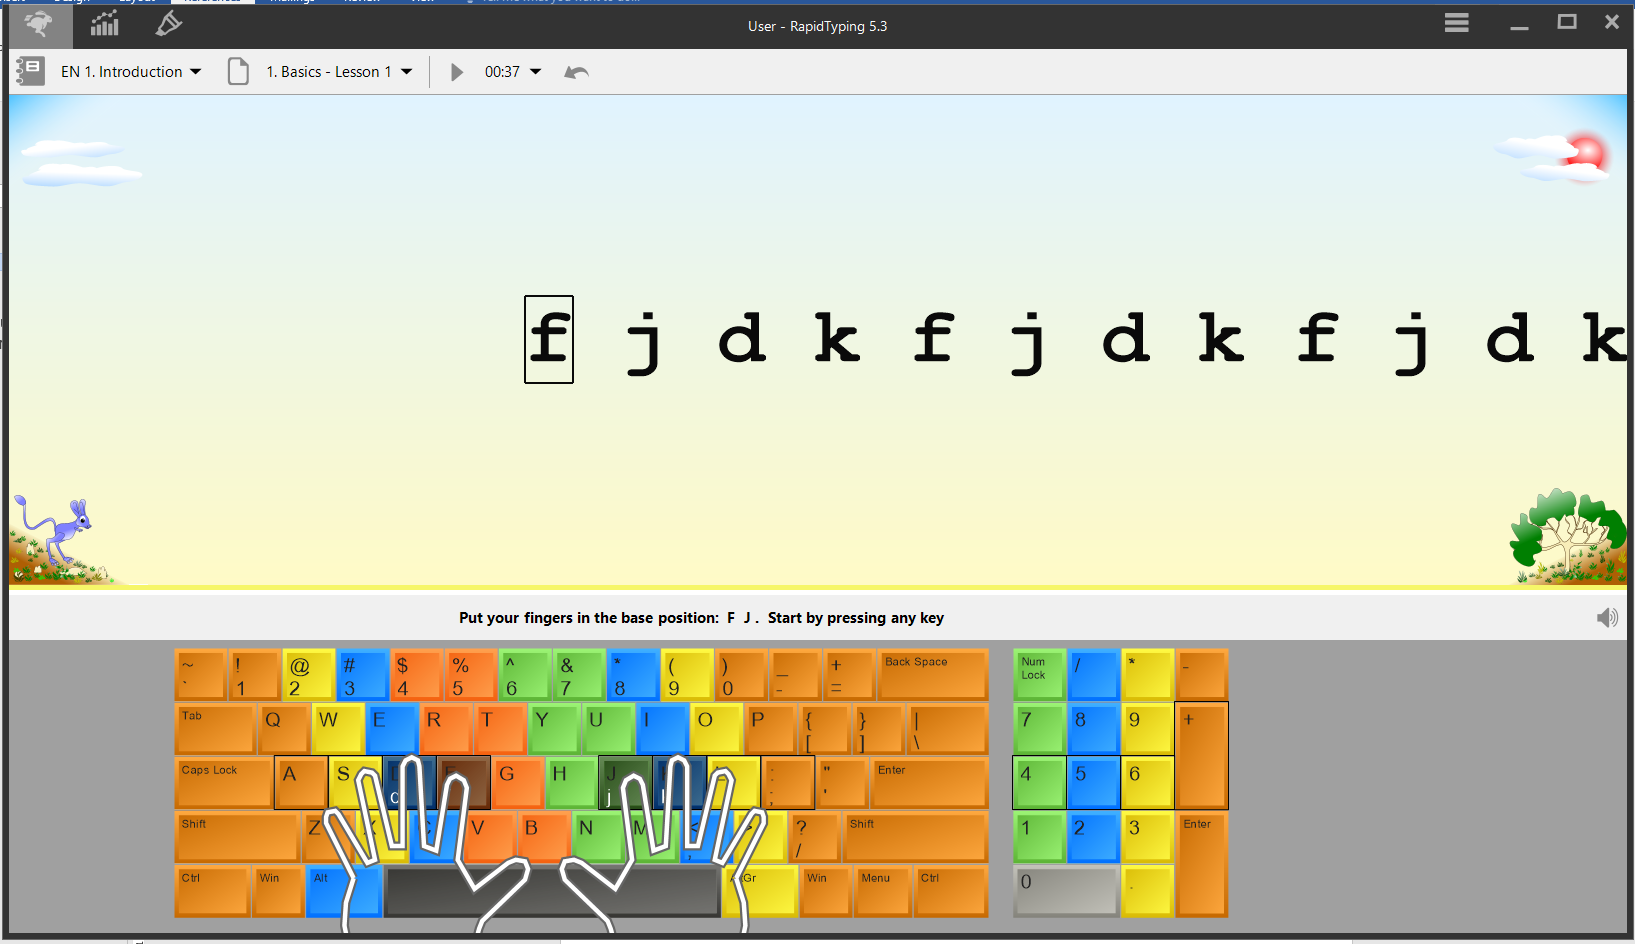 User - RapidTyping 5.3
EN 1. Introduction 1. Basics - Lesson 1 00:37
f j d k f j d k f j d k
Put your fingers in the base position: F J . Start by pressing any key
~ ! @ # $ % ^ & * ( ) _ + Back Space
` 1 2 3 4 5 6 7 8 9 0 - =
Tab Q W E R T Y U I O P { } |
[ ] \
Caps Lock A S F G H J : " Enter
j ; '
Shift Z X C V B N M < ? Shift
, /
Ctrl Win Alt Gr Win Menu Ctrl
Num Lock / * -
7 8 9 +
4 5 6
1 2 3 Enter
0 .